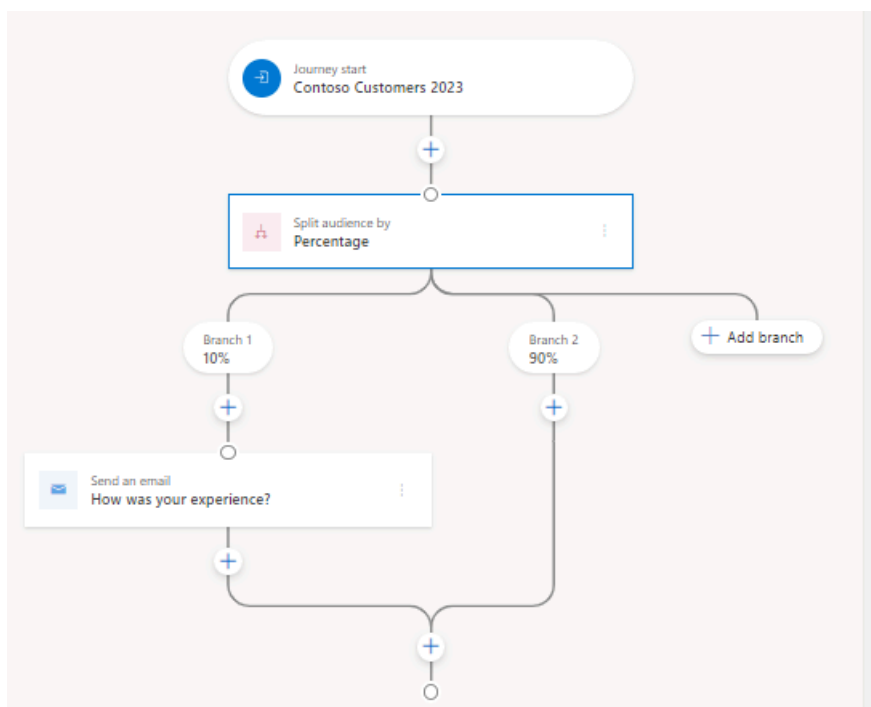 Journey start
Contoso Customers 2023
Split audience by
Percentage
Branch 1
10%
Branch 2
90%
Add branch
Send an email
How was your experience?